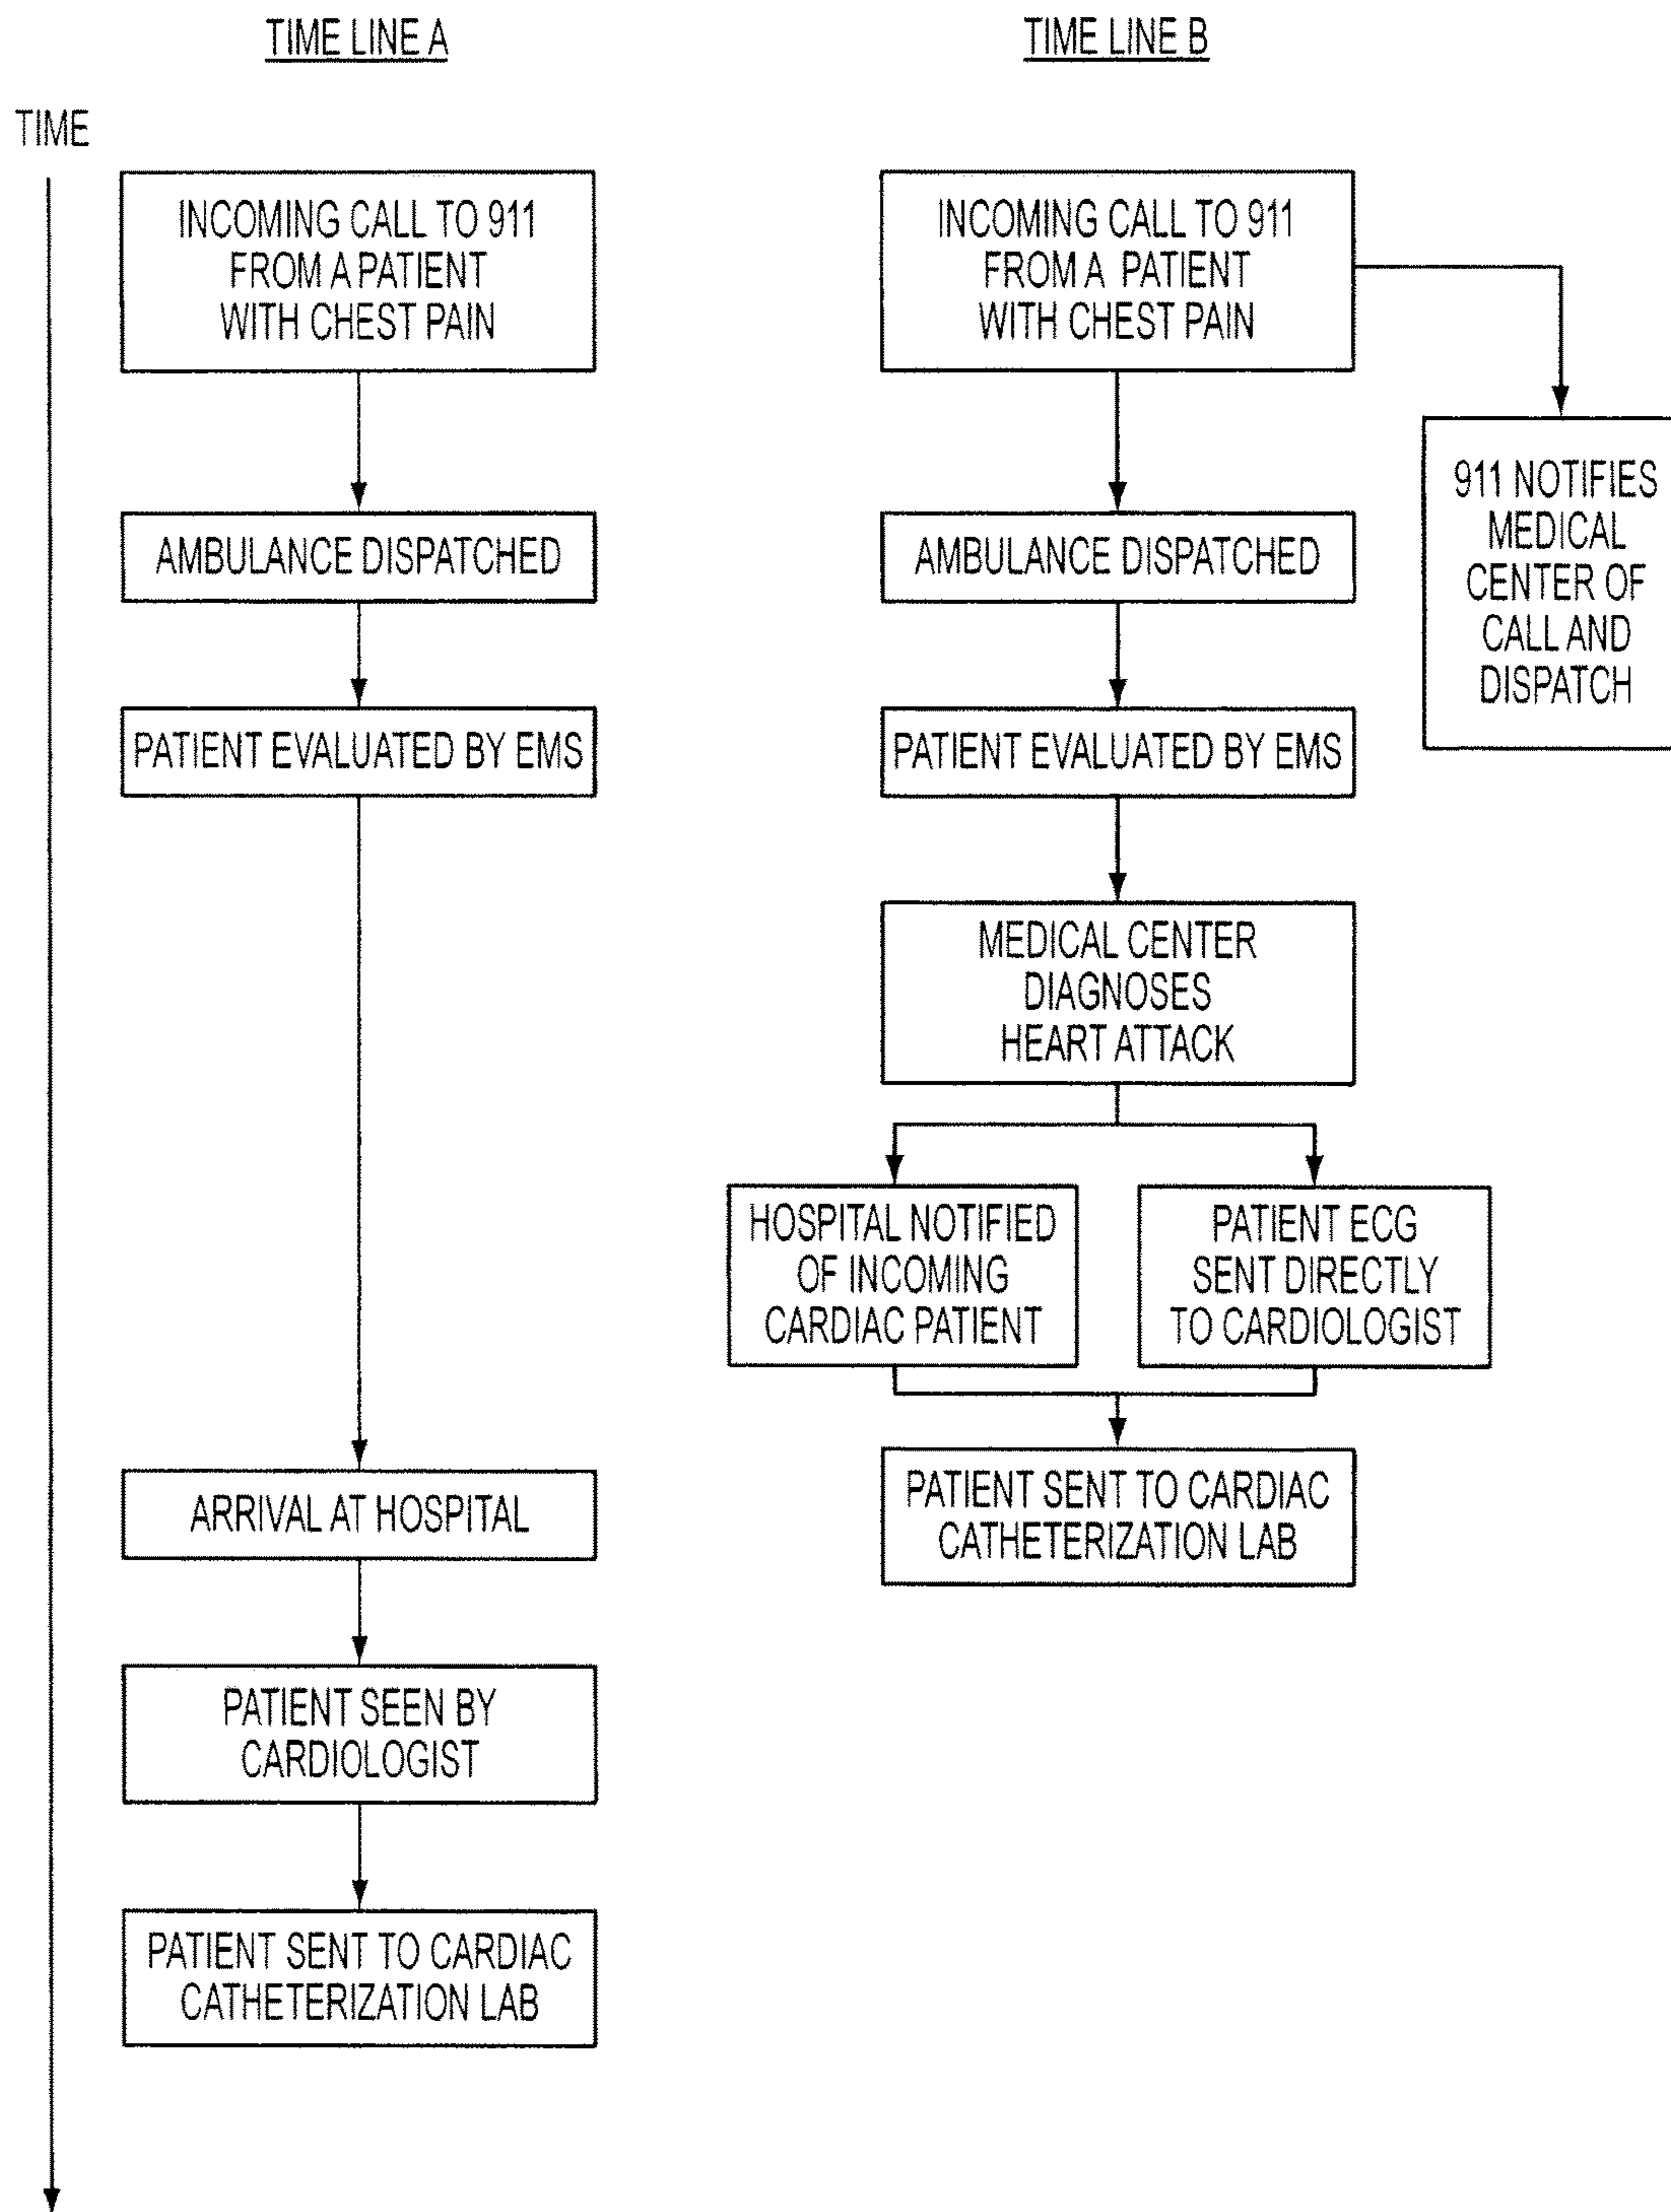 TIME LINE A
TIME
INCOMING CALL TO 911
FROM A PATIENT
WITH CHEST PAIN
AMBULANCE DISPATCHED
PATIENT EVALUATED BY EMS
ARRIVAL AT HOSPITAL
PATIENT SEEN BY
CARDIOLOGIST
PATIENT SENT TO CARDIAC
CATHETERIZATION LAB
TIME LINE B
INCOMING CALL TO 911
FROM A PATIENT
WITH CHEST PAIN
911 NOTIFIES
MEDICAL
CENTER OF
CALL AND
DISPATCH
AMBULANCE DISPATCHED
PATIENT EVALUATED BY EMS
MEDICAL CENTER
DIAGNOSES
HEART ATTACK
HOSPITAL NOTIFIED
OF INCOMING
CARDIAC PATIENT
PATIENT ECG
SENT DIRECTLY
TO CARDIOLOGIST
PATIENT SENT TO CARDIAC
CATHETERIZATION LAB